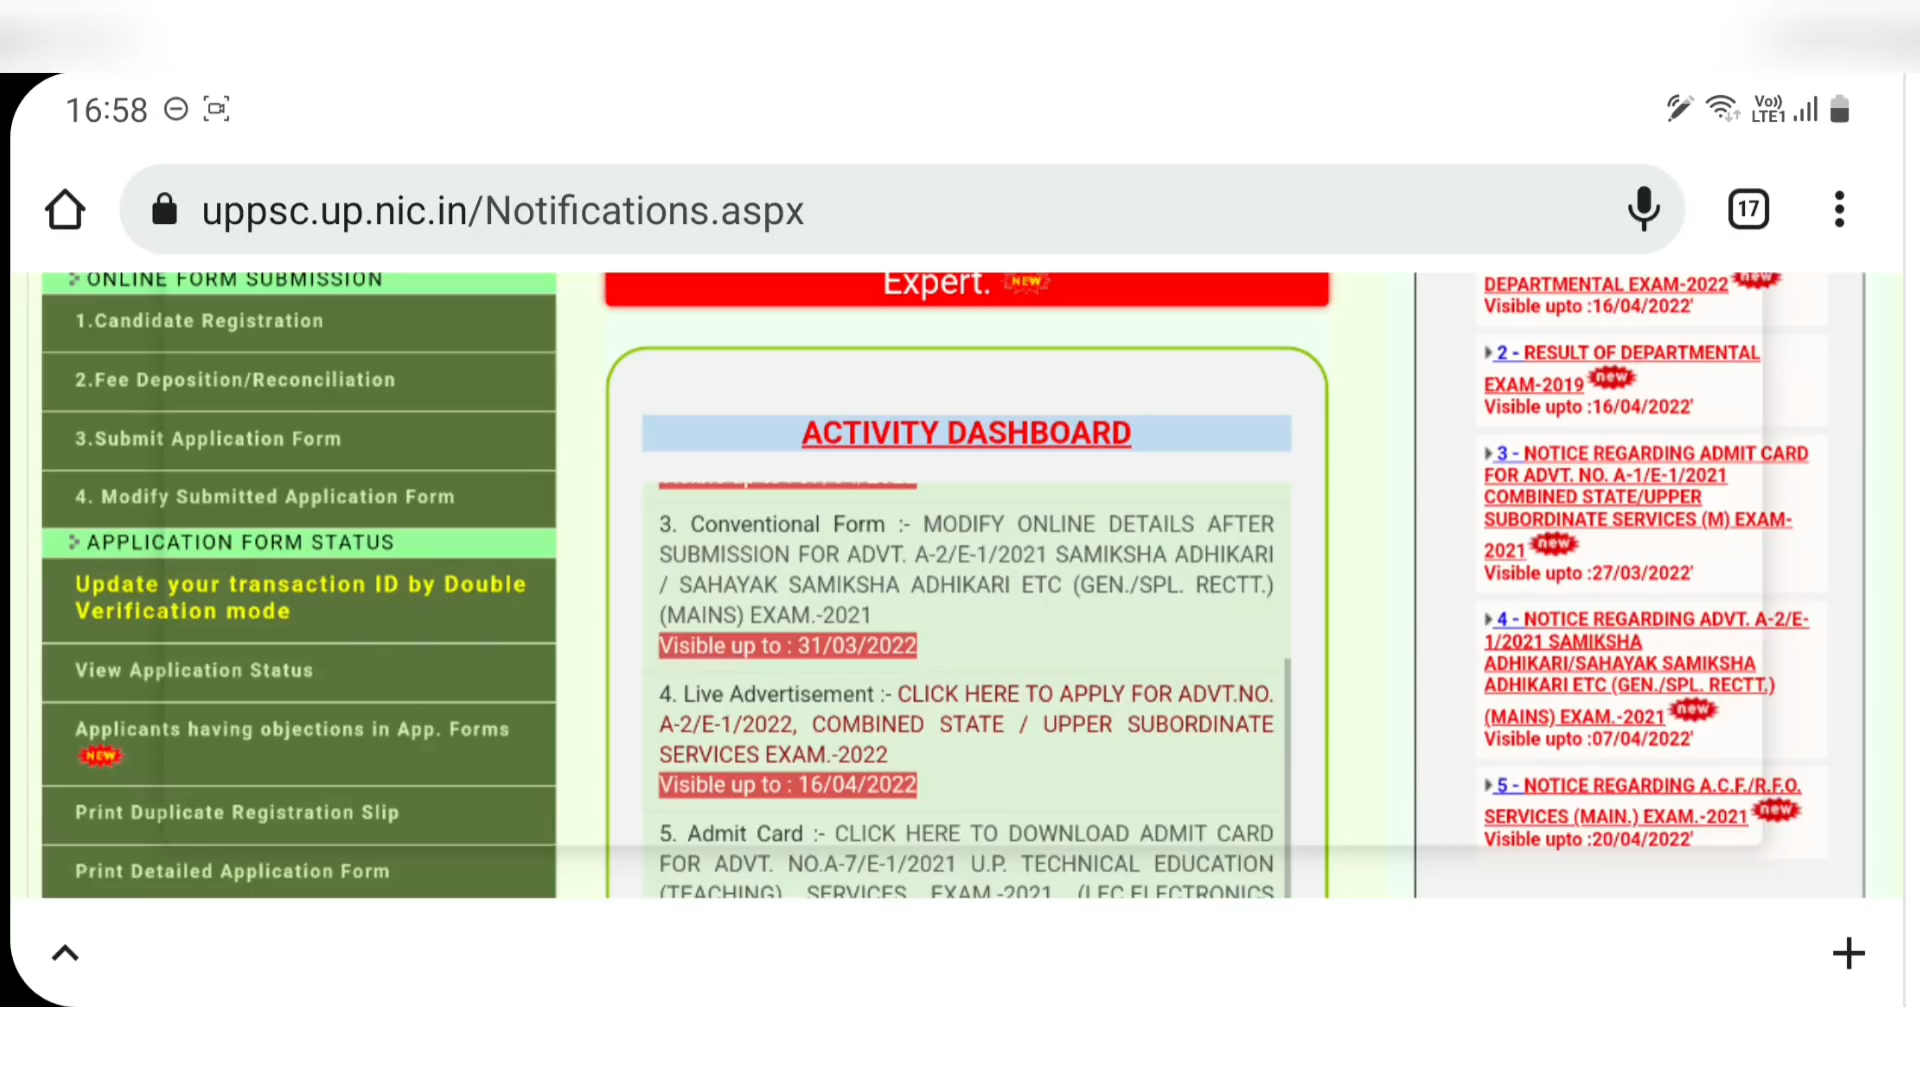 16:58
Vo)) LTE1
uppsc.up.nic.in/Notifications.aspx
17
ONLINE FORM SUBMISSION
1.Candidate Registration
2.Fee Deposition/Reconciliation
3.Submit Application Form
4. Modify Submitted Application Form
APPLICATION FORM STATUS
Update your transaction ID by Double
Verification mode
View Application Status
Applicants having objections in App. Forms
NEW
Print Duplicate Registration Slip
Print Detailed Application Form
Expert. NEW
ACTIVITY DASHBOARD
3. Conventional Form :- MODIFY ONLINE DETAILS AFTER
SUBMISSION FOR ADVT. A-2/E-1/2021 SAMIKSHA ADHIKARI
/ SAHAYAK SAMIKSHA ADHIKARI ETC (GEN./SPL. RECTT.)
(MAINS) EXAM.-2021
Visible up to : 31/03/2022
4. Live Advertisement :- CLICK HERE TO APPLY FOR ADVT.NO.
A-2/E-1/2022, COMBINED STATE / UPPER SUBORDINATE
SERVICES EXAM.-2022
Visible up to : 16/04/2022
5. Admit Card :- CLICK HERE TO DOWNLOAD ADMIT CARD
FOR ADVT. NO.A-7/E-1/2021 U.P. TECHNICAL EDUCATION
(TEACHING) SERVICES EXAM.-2021 (LEC.ELECTRONICS
DEPARTMENTAL EXAM-2022 new
Visible upto :16/04/2022'
2 - RESULT OF DEPARTMENTAL
EXAM-2019 new
Visible upto :16/04/2022'
3 - NOTICE REGARDING ADMIT CARD
FOR ADVT. NO. A-1/E-1/2021
COMBINED STATE/UPPER
SUBORDINATE SERVICES (M) EXAM-
2021 new
Visible upto :27/03/2022'
4 - NOTICE REGARDING ADVT. A-2/E-
1/2021 SAMIKSHA
ADHIKARI/SAHAYAK SAMIKSHA
ADHIKARI ETC (GEN./SPL. RECTT.)
(MAINS) EXAM.-2021 new
Visible upto :07/04/2022'
5 - NOTICE REGARDING A.C.F./R.F.O.
SERVICES (MAIN.) EXAM.-2021 new
Visible upto :20/04/2022'